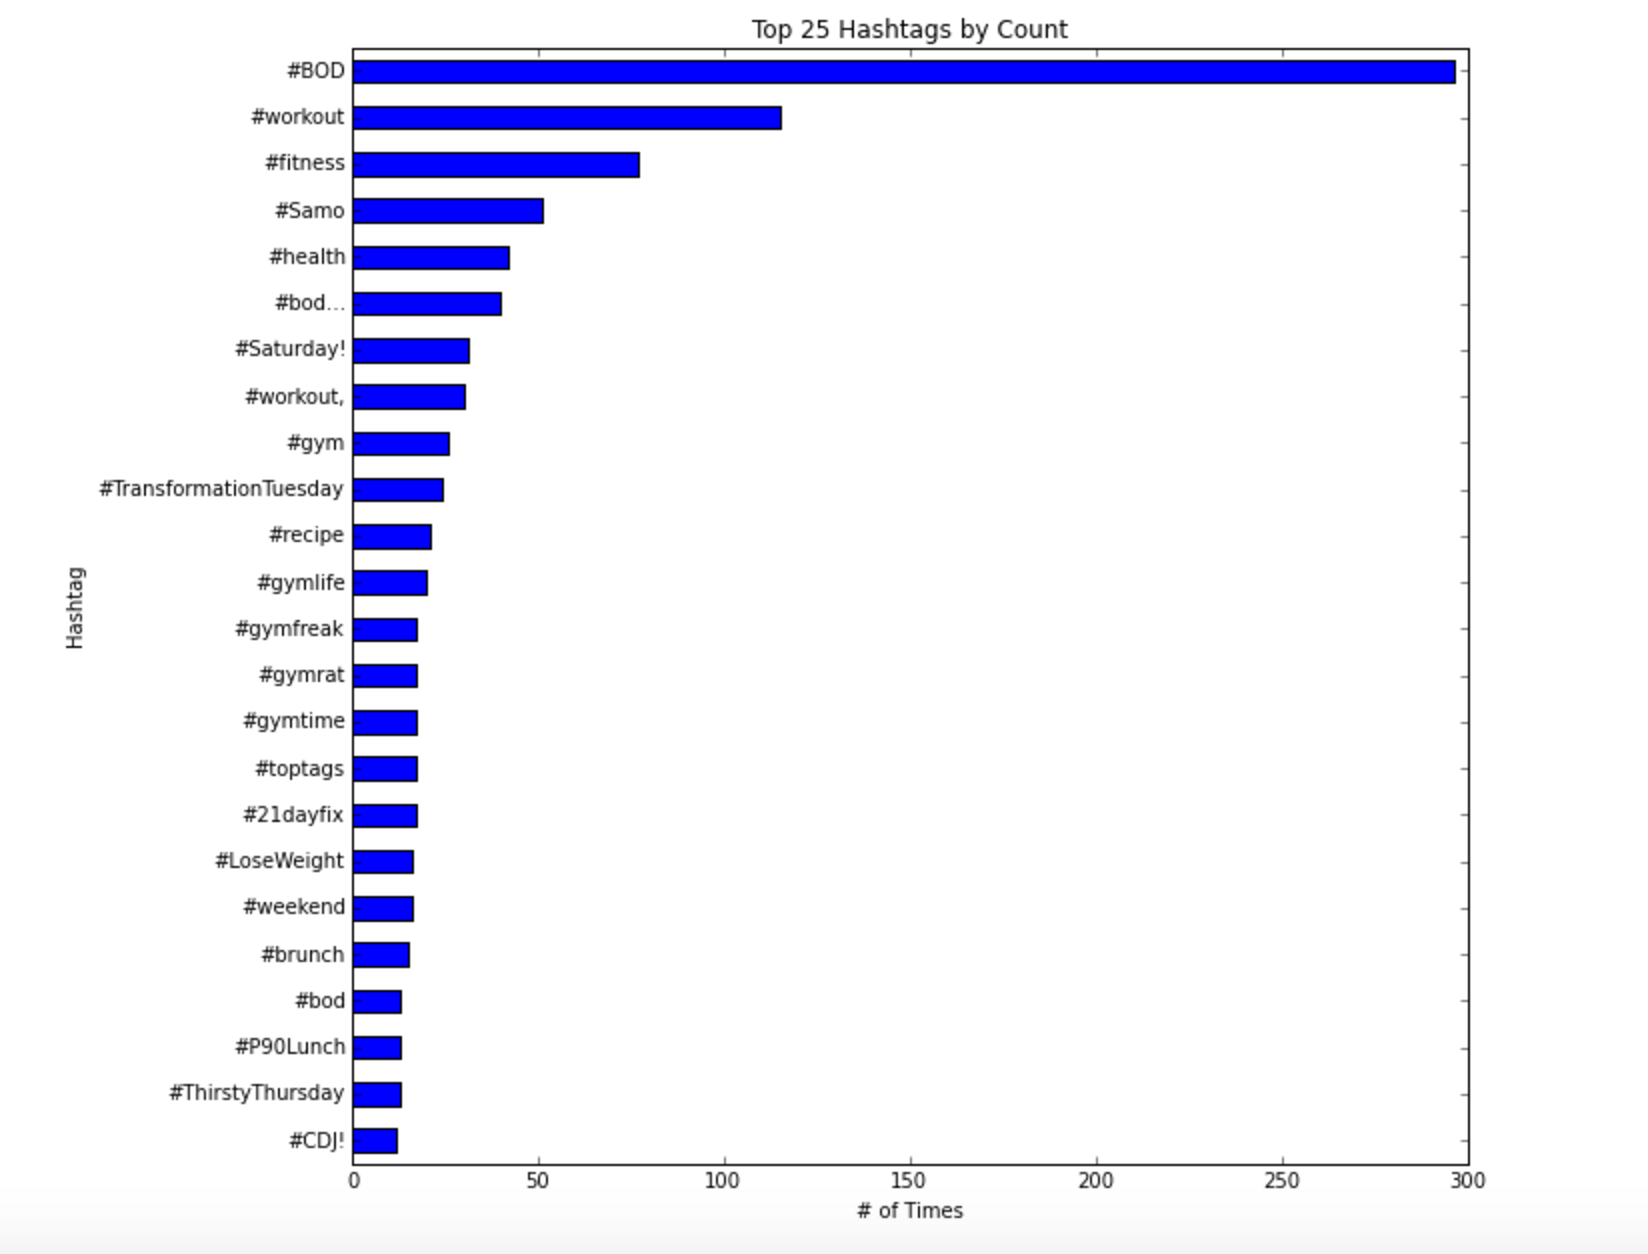 Top 25 Hashtags by Count
#BOD
#workout
#fitness
#Samo
#health
#bod...
#Saturday!
#workout,
#gym
#TransformationTuesday
#recipe
#gymlife
#gymfreak
#gymrat
#gymtime
#toptags
#21dayfix
#LoseWeight
#weekend
#brunch
#bod
#P90Lunch
#ThirstyThursday
#CDJ!
Hashtag
0 50 100 150 200 250 300
# of Times